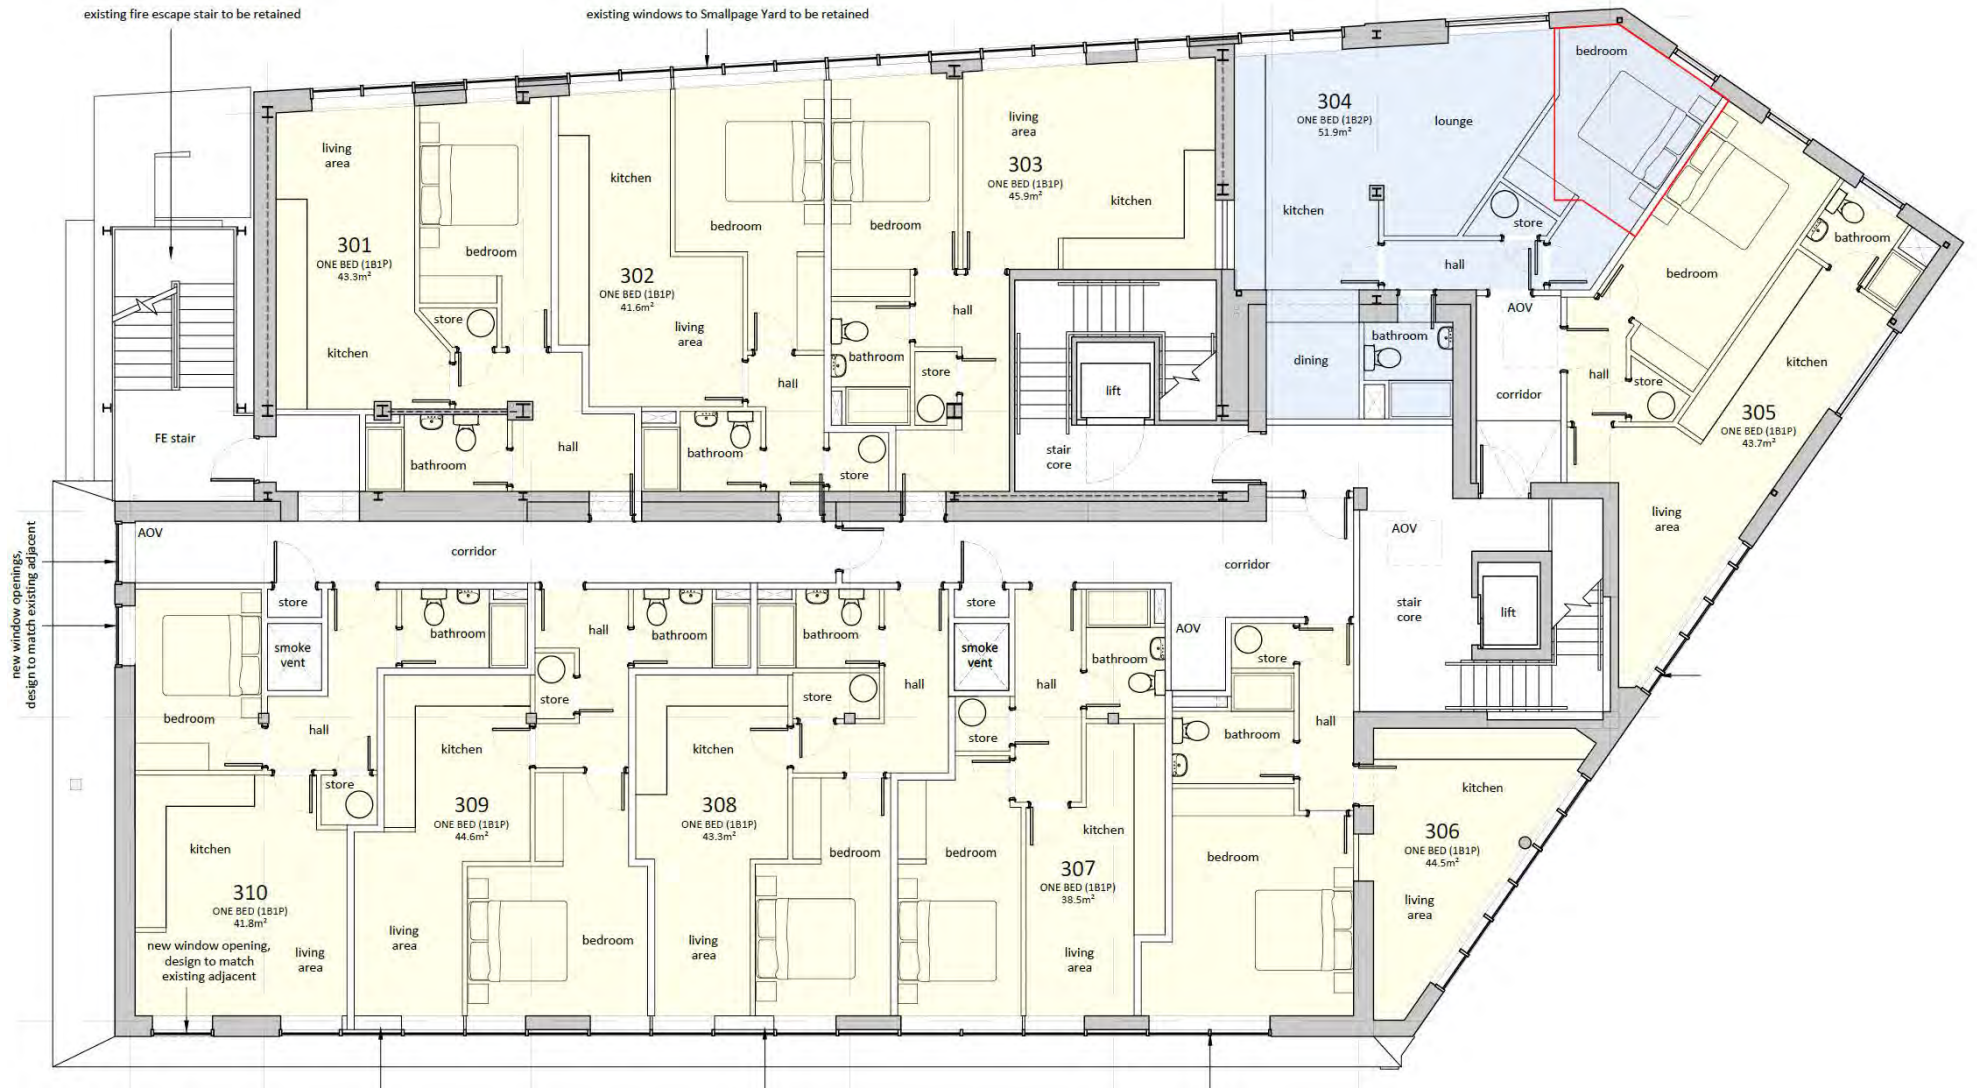 existing fire escape stair to be retained
existing windows to Smallpage Yard to be retained
living
area
301
ONE BED (1B1P)
43.3m²
kitchen
bedroom
store
bathroom
hall
FE stair
kitchen
302
ONE BED (1B1P)
41.6m²
living
area
bedroom
hall
bathroom
store
bedroom
living
area
303
ONE BED (1B1P)
45.9m²
kitchen
hall
bathroom
store
lift
stair
core
304
ONE BED (1B2P)
51.9m²
lounge
bedroom
kitchen
store
hall
dining
bathroom
AOV
corridor
bedroom
bathroom
kitchen
hall
store
305
ONE BED (1B1P)
43.7m²
living
area
new window openings,
design to match existing adjacent
AOV
corridor
corridor
AOV
AOV
stair
core
lift
store
smoke
vent
bathroom
bedroom
hall
store
kitchen
310
ONE BED (1B1P)
41.8m²
new window opening,
design to match
existing adjacent
living
area
hall
bathroom
store
kitchen
309
ONE BED (1B1P)
44.6m²
living
area
bedroom
bathroom
hall
store
kitchen
308
ONE BED (1B1P)
43.3m²
living
area
bedroom
store
smoke
vent
hall
bathroom
store
bedroom
kitchen
307
ONE BED (1B1P)
38.5m²
living
area
store
bathroom
hall
bedroom
kitchen
306
ONE BED (1B1P)
44.5m²
living
area